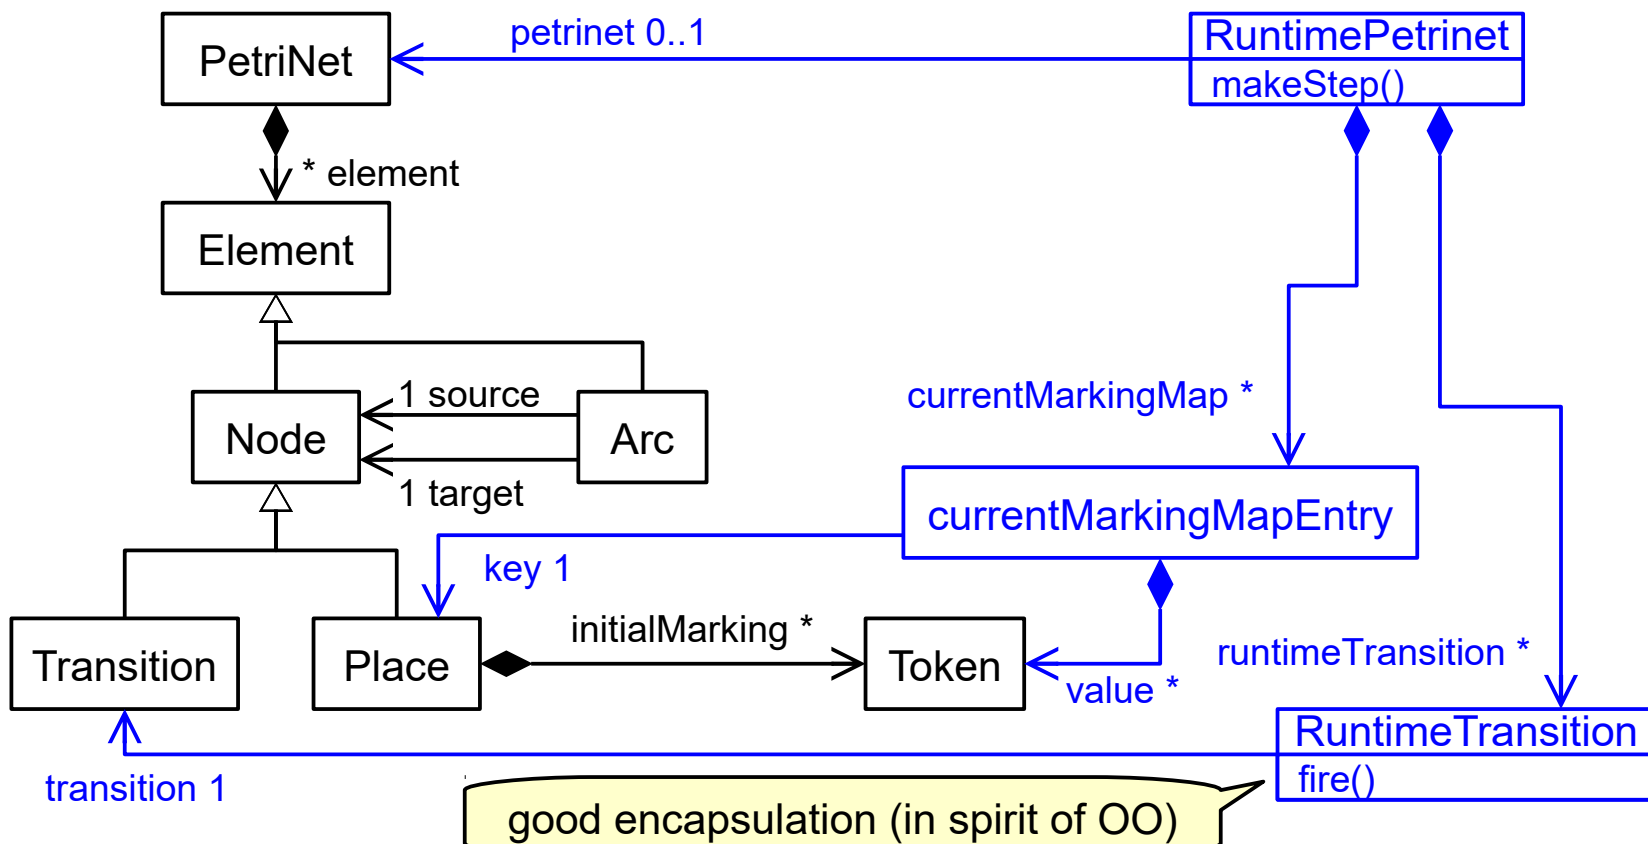 petrinet 0..1
RuntimePetrinet
PetriNet
makeStep()
* element
Element
1 source
currentMarkingMap *
Node
Arc
1 target
currentMarkingMapEntry
key 1
initialMarking *
Transition
Place
Token
runtimeTransition *
value *
RuntimeTransition
transition 1
fire()
good encapsulation (in spirit of OO)